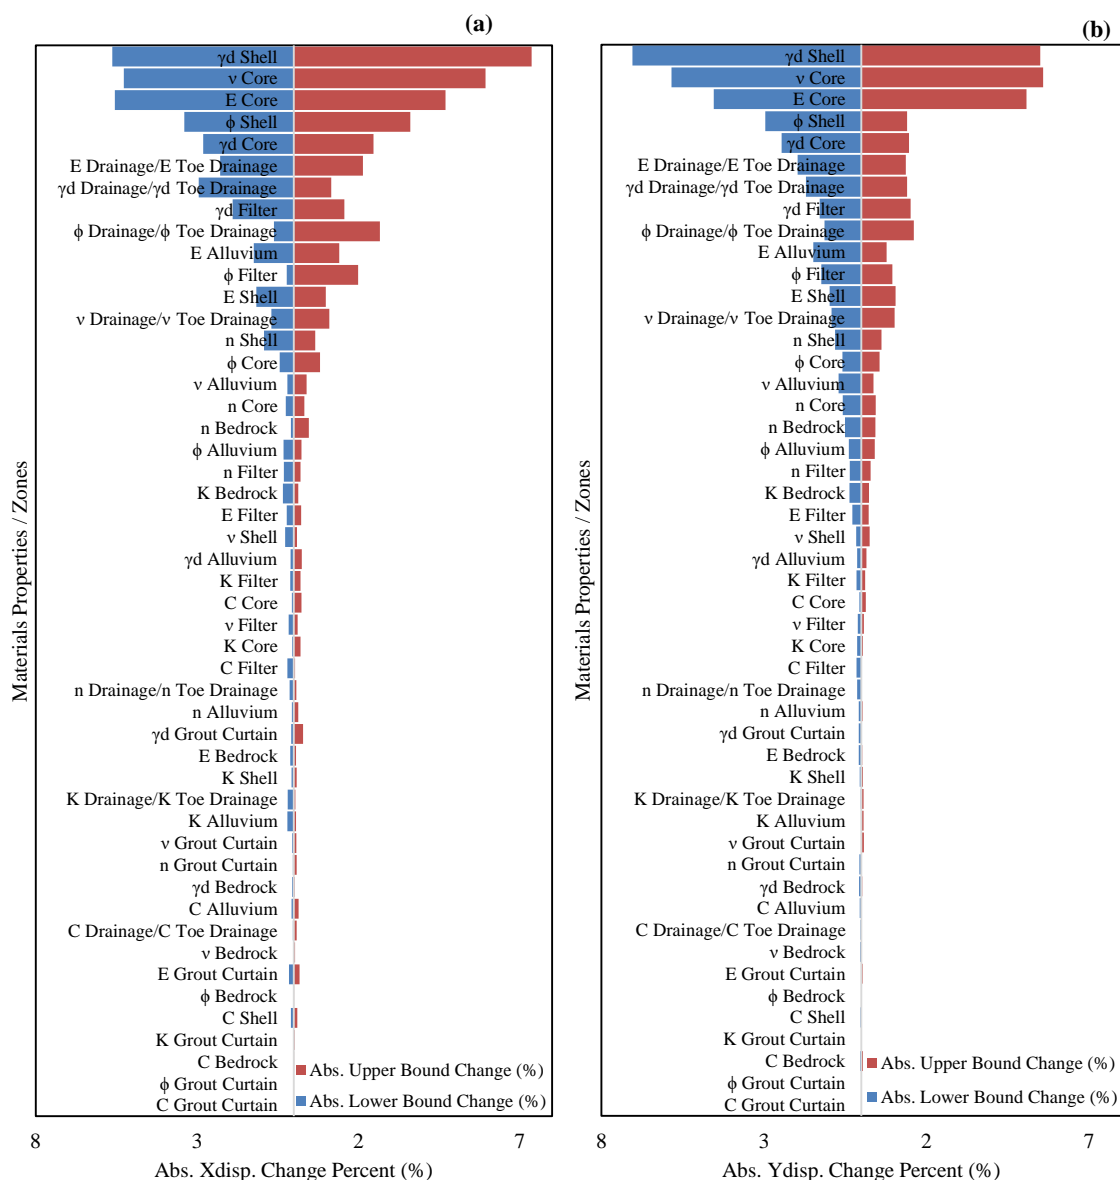 (a)
Materials Properties / Zones
γd Shell
ν Core
E Core
ϕ Shell
γd Core
E Drainage/E Toe Drainage
γd Drainage/γd Toe Drainage
γd Filter
ϕ Drainage/ϕ Toe Drainage
E Alluvium
ϕ Filter
E Shell
ν Drainage/ν Toe Drainage
n Shell
ϕ Core
ν Alluvium
n Core
n Bedrock
ϕ Alluvium
n Filter
K Bedrock
E Filter
ν Shell
γd Alluvium
K Filter
C Core
ν Filter
K Core
C Filter
n Drainage/n Toe Drainage
n Alluvium
γd Grout Curtain
E Bedrock
K Shell
K Drainage/K Toe Drainage
K Alluvium
ν Grout Curtain
n Grout Curtain
γd Bedrock
C Alluvium
C Drainage/C Toe Drainage
ν Bedrock
E Grout Curtain
ϕ Bedrock
C Shell
K Grout Curtain
C Bedrock
ϕ Grout Curtain
C Grout Curtain
Abs. Upper Bound Change (%)
Abs. Lower Bound Change (%)
8 3 2 7
Abs. Xdisp. Change Percent (%)
(b)
Materials Properties / Zones
γd Shell
ν Core
E Core
ϕ Shell
γd Core
E Drainage/E Toe Drainage
γd Drainage/γd Toe Drainage
γd Filter
ϕ Drainage/ϕ Toe Drainage
E Alluvium
ϕ Filter
E Shell
ν Drainage/ν Toe Drainage
n Shell
ϕ Core
ν Alluvium
n Core
n Bedrock
ϕ Alluvium
n Filter
K Bedrock
E Filter
ν Shell
γd Alluvium
K Filter
C Core
ν Filter
K Core
C Filter
n Drainage/n Toe Drainage
n Alluvium
γd Grout Curtain
E Bedrock
K Shell
K Drainage/K Toe Drainage
K Alluvium
ν Grout Curtain
n Grout Curtain
γd Bedrock
C Alluvium
C Drainage/C Toe Drainage
ν Bedrock
E Grout Curtain
ϕ Bedrock
C Shell
K Grout Curtain
C Bedrock
ϕ Grout Curtain
C Grout Curtain
Abs. Upper Bound Change (%)
Abs. Lower Bound Change (%)
8 3 2 7
Abs. Ydisp. Change Percent (%)